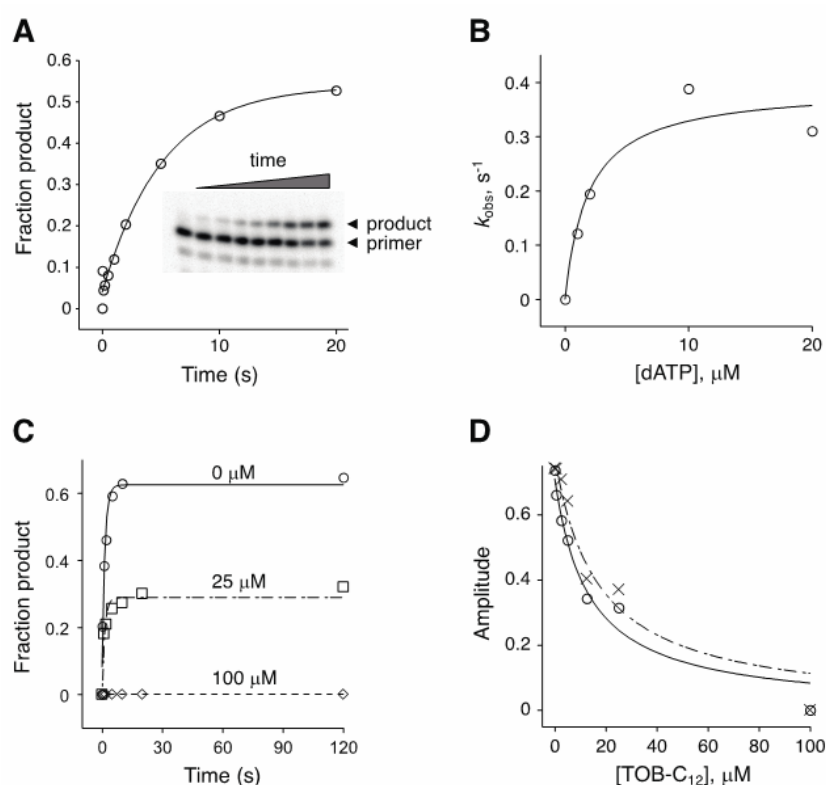 A
Fraction product
0.6
0.5
0.3
0.2
0.1
0
time
product
primer
0
10
20
Time (s)
B
k_obs, s⁻¹
0.4
0.3
0.2
0.1
0
0
10
20
[dATP], μM
C
Fraction product
0.6
0.4
0.2
0
0 μM
25 μM
100 μM
0
30
60
90
120
Time (s)
D
Amplitude
0.6
0.4
0.2
0
0
20
40
60
80
100
[TOB-C₁₂], μM